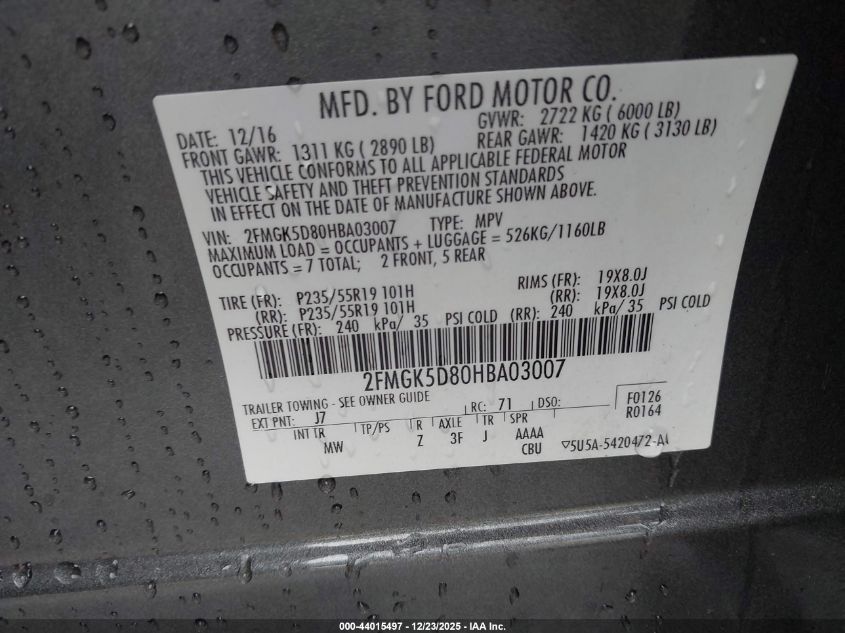 MFD. BY FORD MOTOR CO.
DATE: 12/16 GVWR: 2722 KG ( 6000 LB)
FRONT GAWR: 1311 KG ( 2890 LB) REAR GAWR: 1420 KG ( 3130 LB)
THIS VEHICLE CONFORMS TO ALL APPLICABLE FEDERAL MOTOR
VEHICLE SAFETY AND THEFT PREVENTION STANDARDS
IN EFFECT ON THE DATE OF MANUFACTURE SHOWN ABOVE.
VIN: 2FMGK5D80HBA03007 TYPE: MPV
MAXIMUM LOAD = OCCUPANTS + LUGGAGE = 526KG/1160LB
OCCUPANTS = 7 TOTAL; 2 FRONT, 5 REAR
TIRE (FR): P235/55R19 101H RIMS (FR): 19X8.0J
(RR): P235/55R19 101H (RR): 19X8.0J
PRESSURE (FR): 240 kPa/ 35 PSI COLD (RR): 240 kPa/ 35 PSI COLD
2FMGK5D80HBA03007
TRAILER TOWING - SEE OWNER GUIDE
EXT PNT: J7 RC: 71 DSO: F0126
R0164
INT TR TP/PS R AXLE TR SPR
MW Z 3F J AAAA
CBU 5U5A-5420472-AA
000-44015497 - 12/23/2025 - IAA Inc.